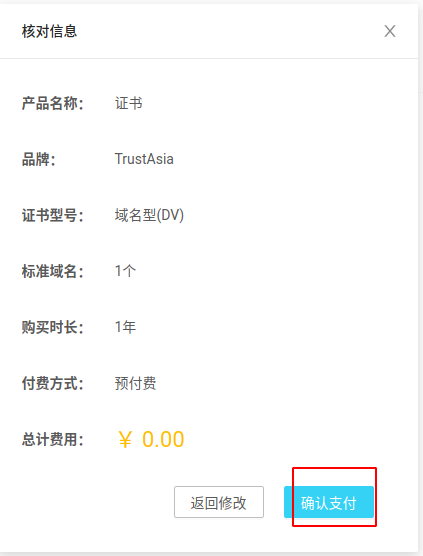 核对信息
产品名称： 证书
品牌： TrustAsia
证书型号： 域名型(DV)
标准域名： 1个
购买时长： 1年
付费方式： 预付费
总计费用： ￥ 0.00
返回修改 确认支付